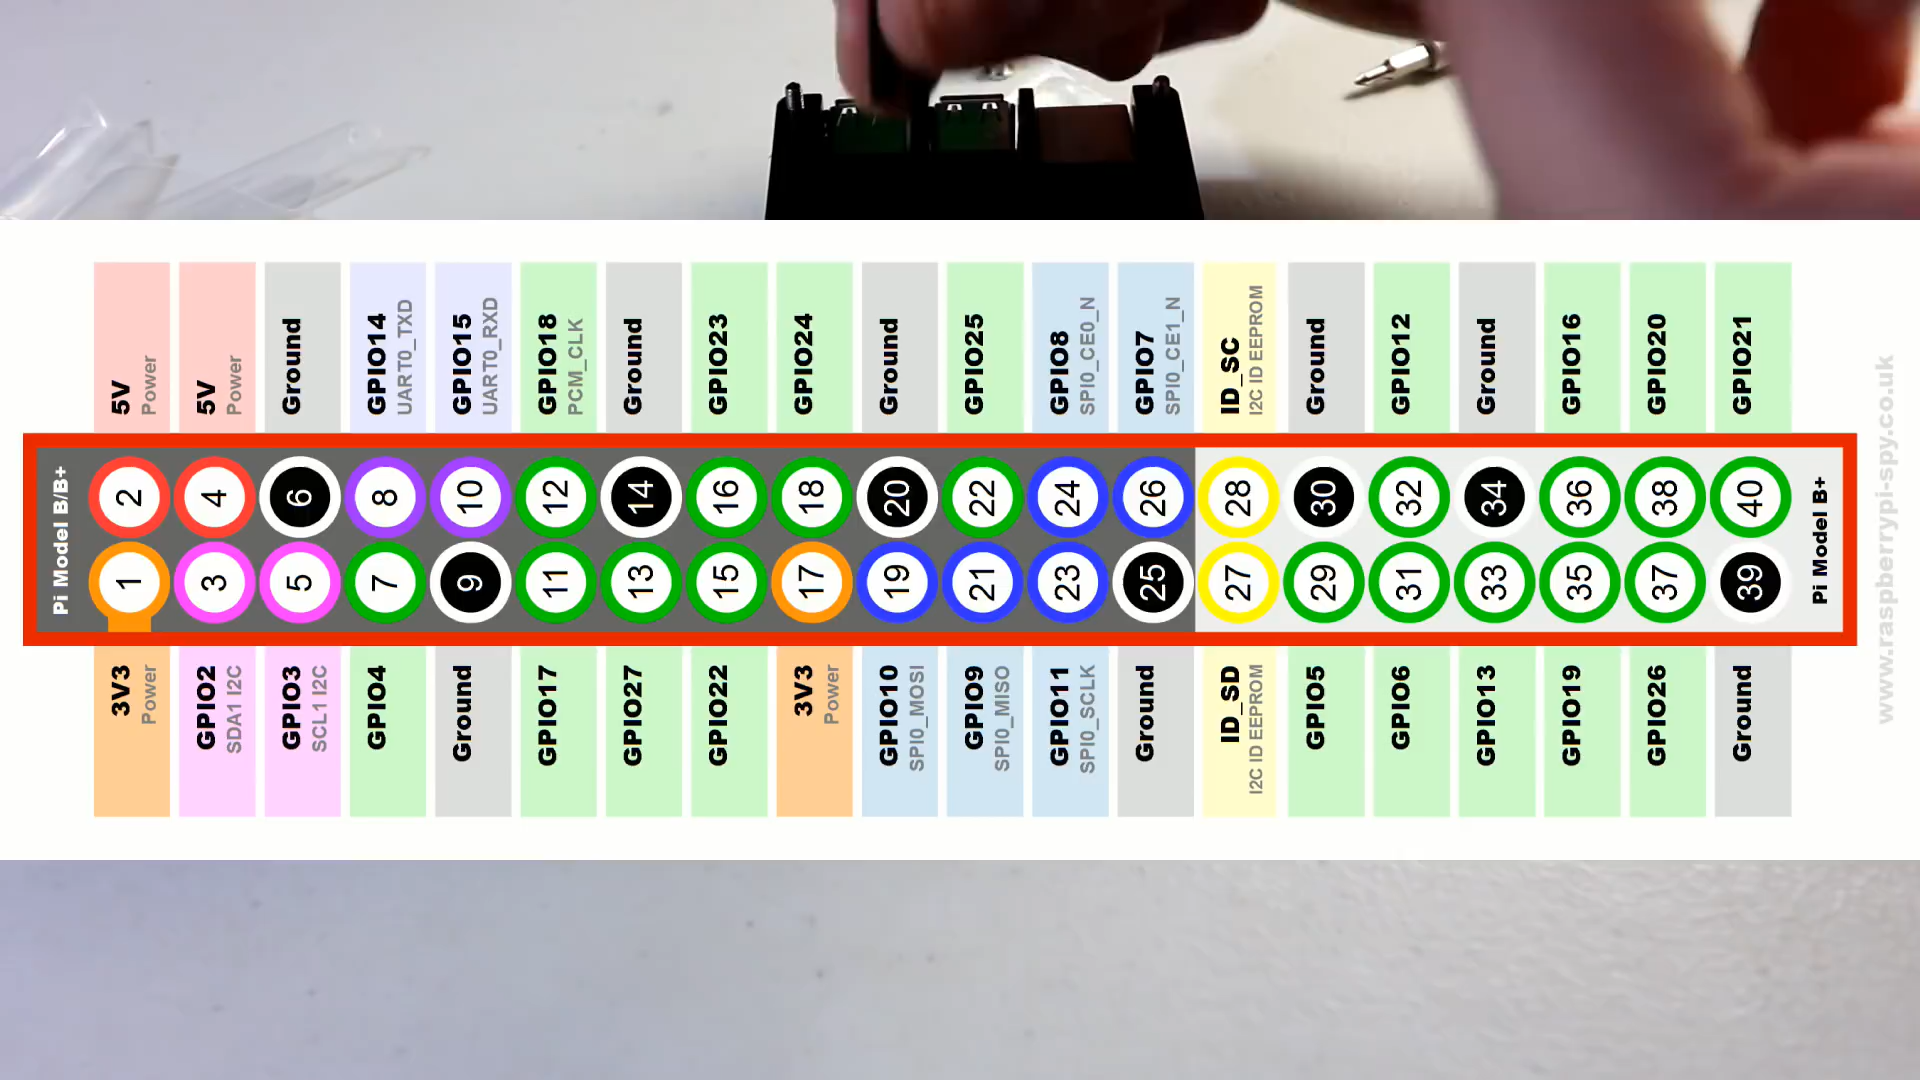 5V Power
5V Power
Ground
GPIO14 UART0_TXD
GPIO15 UART0_RXD
GPIO18 PCM_CLK
Ground
GPIO23
GPIO24
Ground
GPIO25
GPIO8 SPI0_CE0_N
GPIO7 SPI0_CE1_N
ID_SC I2C ID EEPROM
Ground
GPIO12
Ground
GPIO16
GPIO20
GPIO21
Pi Model B/B+
2 4 6 8 10 12 14 16 18 20 22 24 26 28 30 32 34 36 38 40
1 3 5 7 9 11 13 15 17 19 21 23 25 27 29 31 33 35 37 39
Pi Model B+
3V3 Power
GPIO2 SDA1 I2C
GPIO3 SCL1 I2C
GPIO4
Ground
GPIO17
GPIO27
GPIO22
3V3 Power
GPIO10 SPI0_MOSI
GPIO9 SPI0_MISO
GPIO11 SPI0_SCLK
Ground
ID_SD I2C ID EEPROM
GPIO5
GPIO6
GPIO13
GPIO19
GPIO26
Ground
www.raspberrypi-spy.co.uk